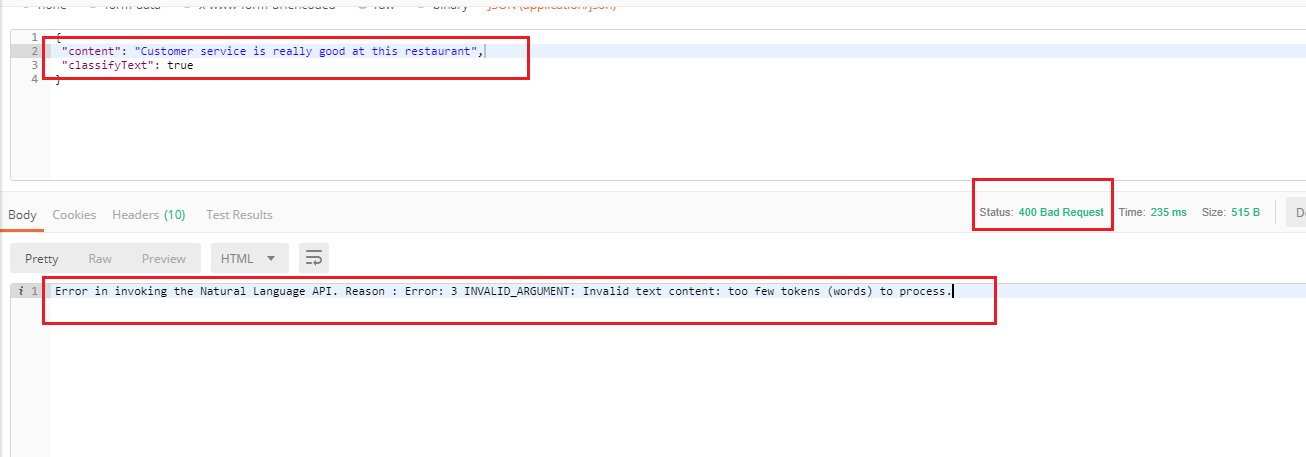 none form-data x-www-form-urlencoded raw binary JSON (application/json)
1 {
2 "content": "Customer service is really good at this restaurant",
3 "classifyText": true
4 }
Body Cookies Headers (10) Test Results Status: 400 Bad Request Time: 235 ms Size: 515 B
Pretty Raw Preview HTML
i 1 Error in invoking the Natural Language API. Reason : Error: 3 INVALID_ARGUMENT: Invalid text content: too few tokens (words) to process.